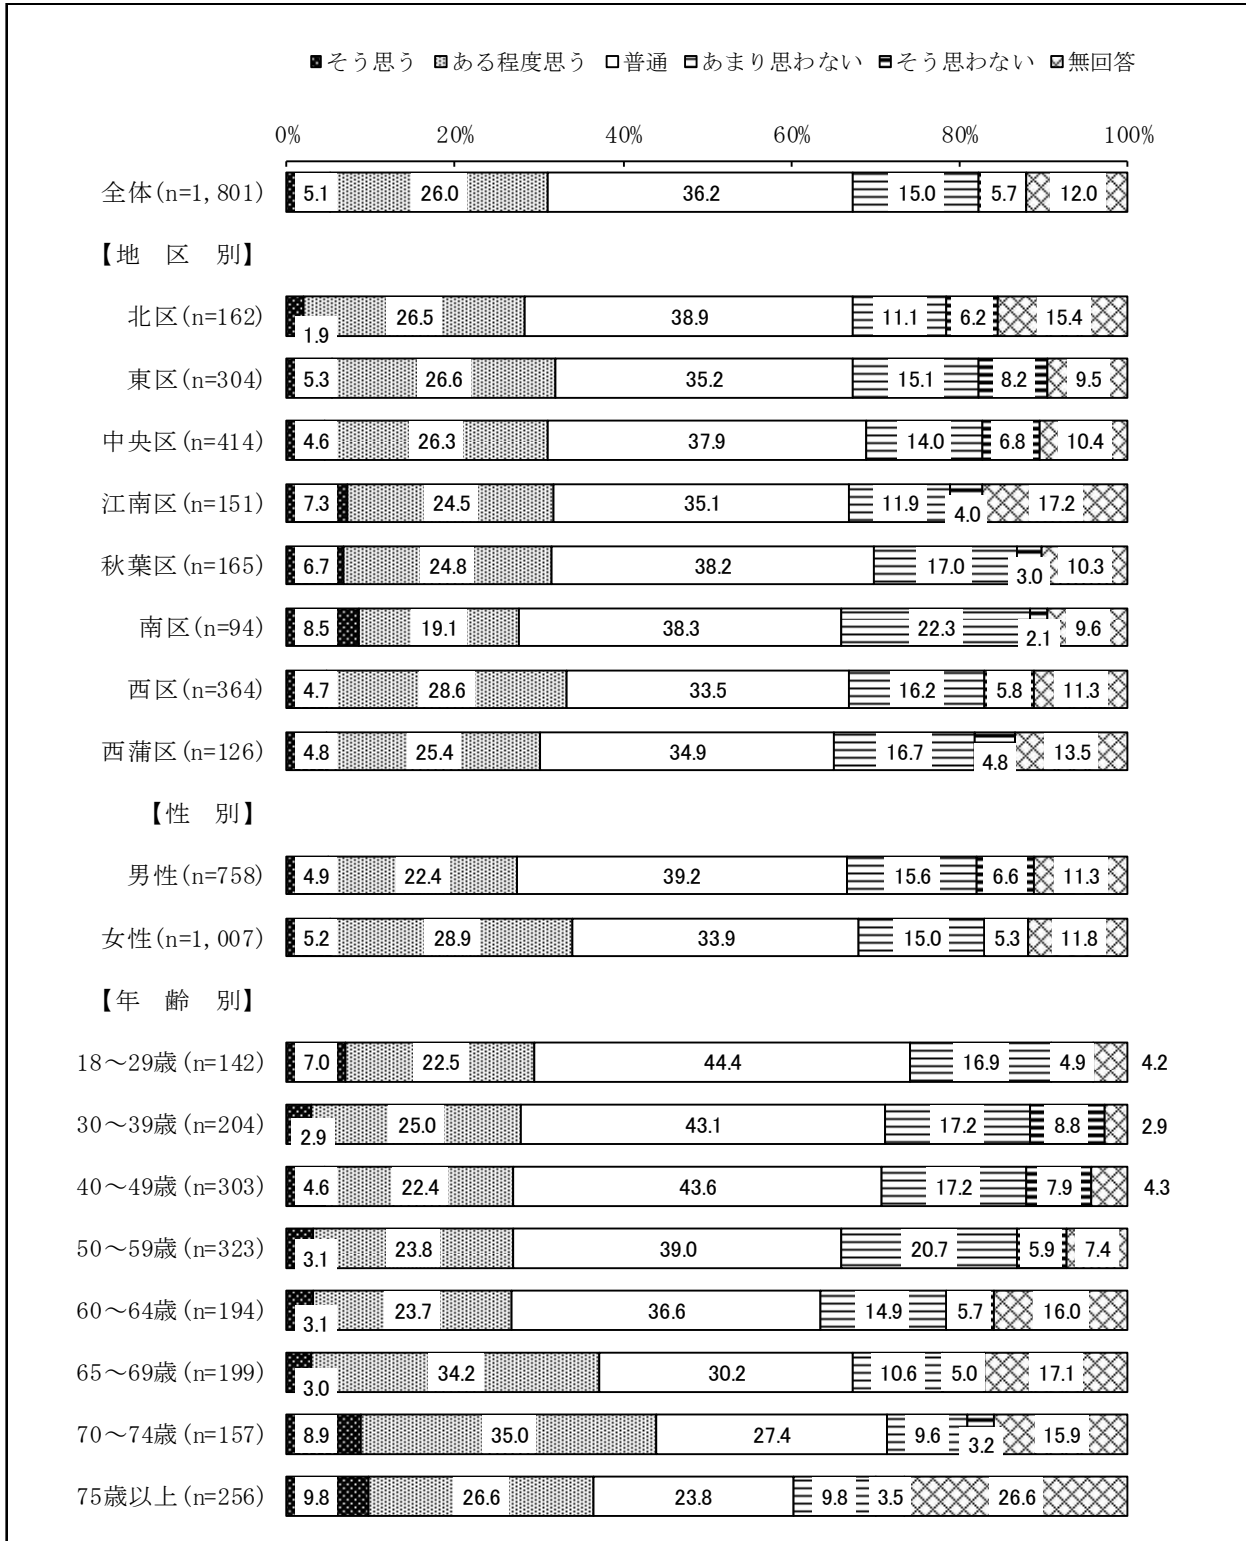 そう思う ある程度思う 普通 あまり思わない そう思わない 無回答
0% 20% 40% 60% 80% 100%
全体(n=1,801) 5.1 26.0 36.2 15.0 5.7 12.0
【地 区 別】
北区(n=162) 1.9 26.5 38.9 11.1 6.2 15.4
東区(n=304) 5.3 26.6 35.2 15.1 8.2 9.5
中央区(n=414) 4.6 26.3 37.9 14.0 6.8 10.4
江南区(n=151) 7.3 24.5 35.1 11.9 4.0 17.2
秋葉区(n=165) 6.7 24.8 38.2 17.0 3.0 10.3
南区(n=94) 8.5 19.1 38.3 22.3 2.1 9.6
西区(n=364) 4.7 28.6 33.5 16.2 5.8 11.3
西蒲区(n=126) 4.8 25.4 34.9 16.7 4.8 13.5
【性 別】
男性(n=758) 4.9 22.4 39.2 15.6 6.6 11.3
女性(n=1,007) 5.2 28.9 33.9 15.0 5.3 11.8
【年 齢 別】
18～29歳(n=142) 7.0 22.5 44.4 16.9 4.9 4.2
30～39歳(n=204) 2.9 25.0 43.1 17.2 8.8 2.9
40～49歳(n=303) 4.6 22.4 43.6 17.2 7.9 4.3
50～59歳(n=323) 3.1 23.8 39.0 20.7 5.9 7.4
60～64歳(n=194) 3.1 23.7 36.6 14.9 5.7 16.0
65～69歳(n=199) 3.0 34.2 30.2 10.6 5.0 17.1
70～74歳(n=157) 8.9 35.0 27.4 9.6 3.2 15.9
75歳以上(n=256) 9.8 26.6 23.8 9.8 3.5 26.6